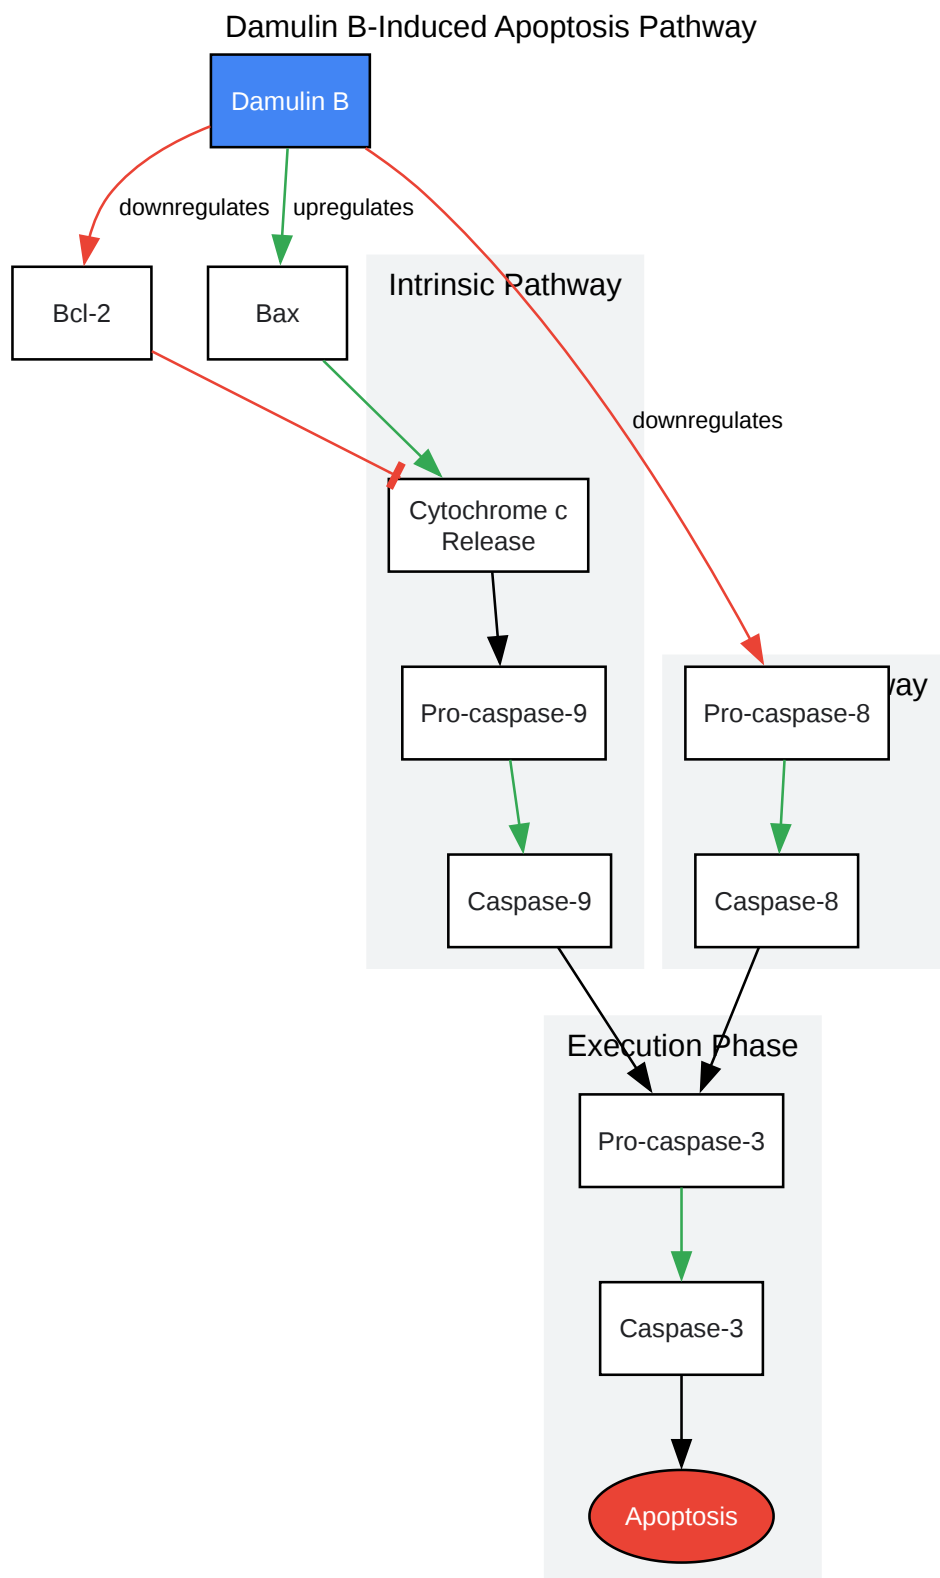 Damulin B-Induced Apoptosis Pathway
Damulin B
downregulates
upregulates
Bcl-2
Bax
Intrinsic Pathway
downregulates
Cytochrome c
Release
Pro-caspase-9
Pro-caspase-8
Caspase-9
Caspase-8
Execution Phase
Pro-caspase-3
Caspase-3
Apoptosis